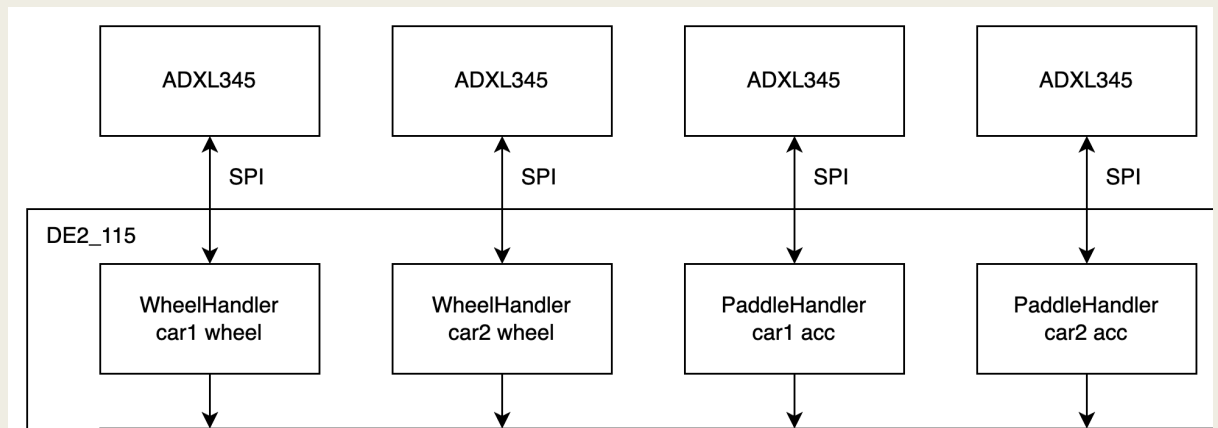 ADXL345
ADXL345
ADXL345
ADXL345
SPI
SPI
SPI
SPI
DE2_115
WheelHandler
car1 wheel
WheelHandler
car2 wheel
PaddleHandler
car1 acc
PaddleHandler
car2 acc